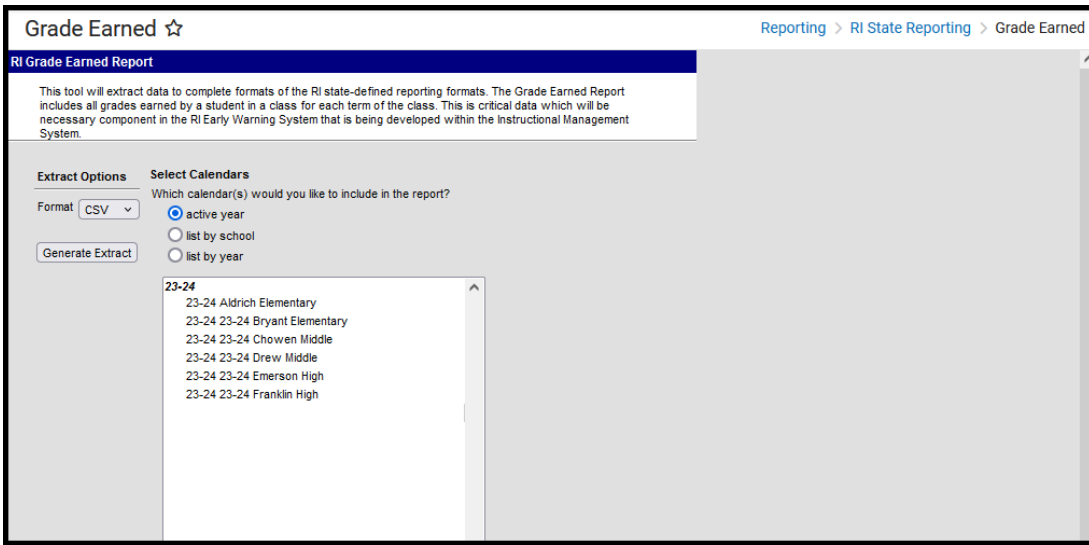 Grade Earned ☆
Reporting > RI State Reporting > Grade Earned
RI Grade Earned Report
This tool will extract data to complete formats of the RI state-defined reporting formats. The Grade Earned Report
includes all grades earned by a student in a class for each term of the class. This is critical data which will be
necessary component in the RI Early Warning System that is being developed within the Instructional Management
System.
Extract Options
Format CSV
Generate Extract
Select Calendars
Which calendar(s) would you like to include in the report?
active year
list by school
list by year
23-24
23-24 Aldrich Elementary
23-24 23-24 Bryant Elementary
23-24 23-24 Chowen Middle
23-24 23-24 Drew Middle
23-24 23-24 Emerson High
23-24 23-24 Franklin High